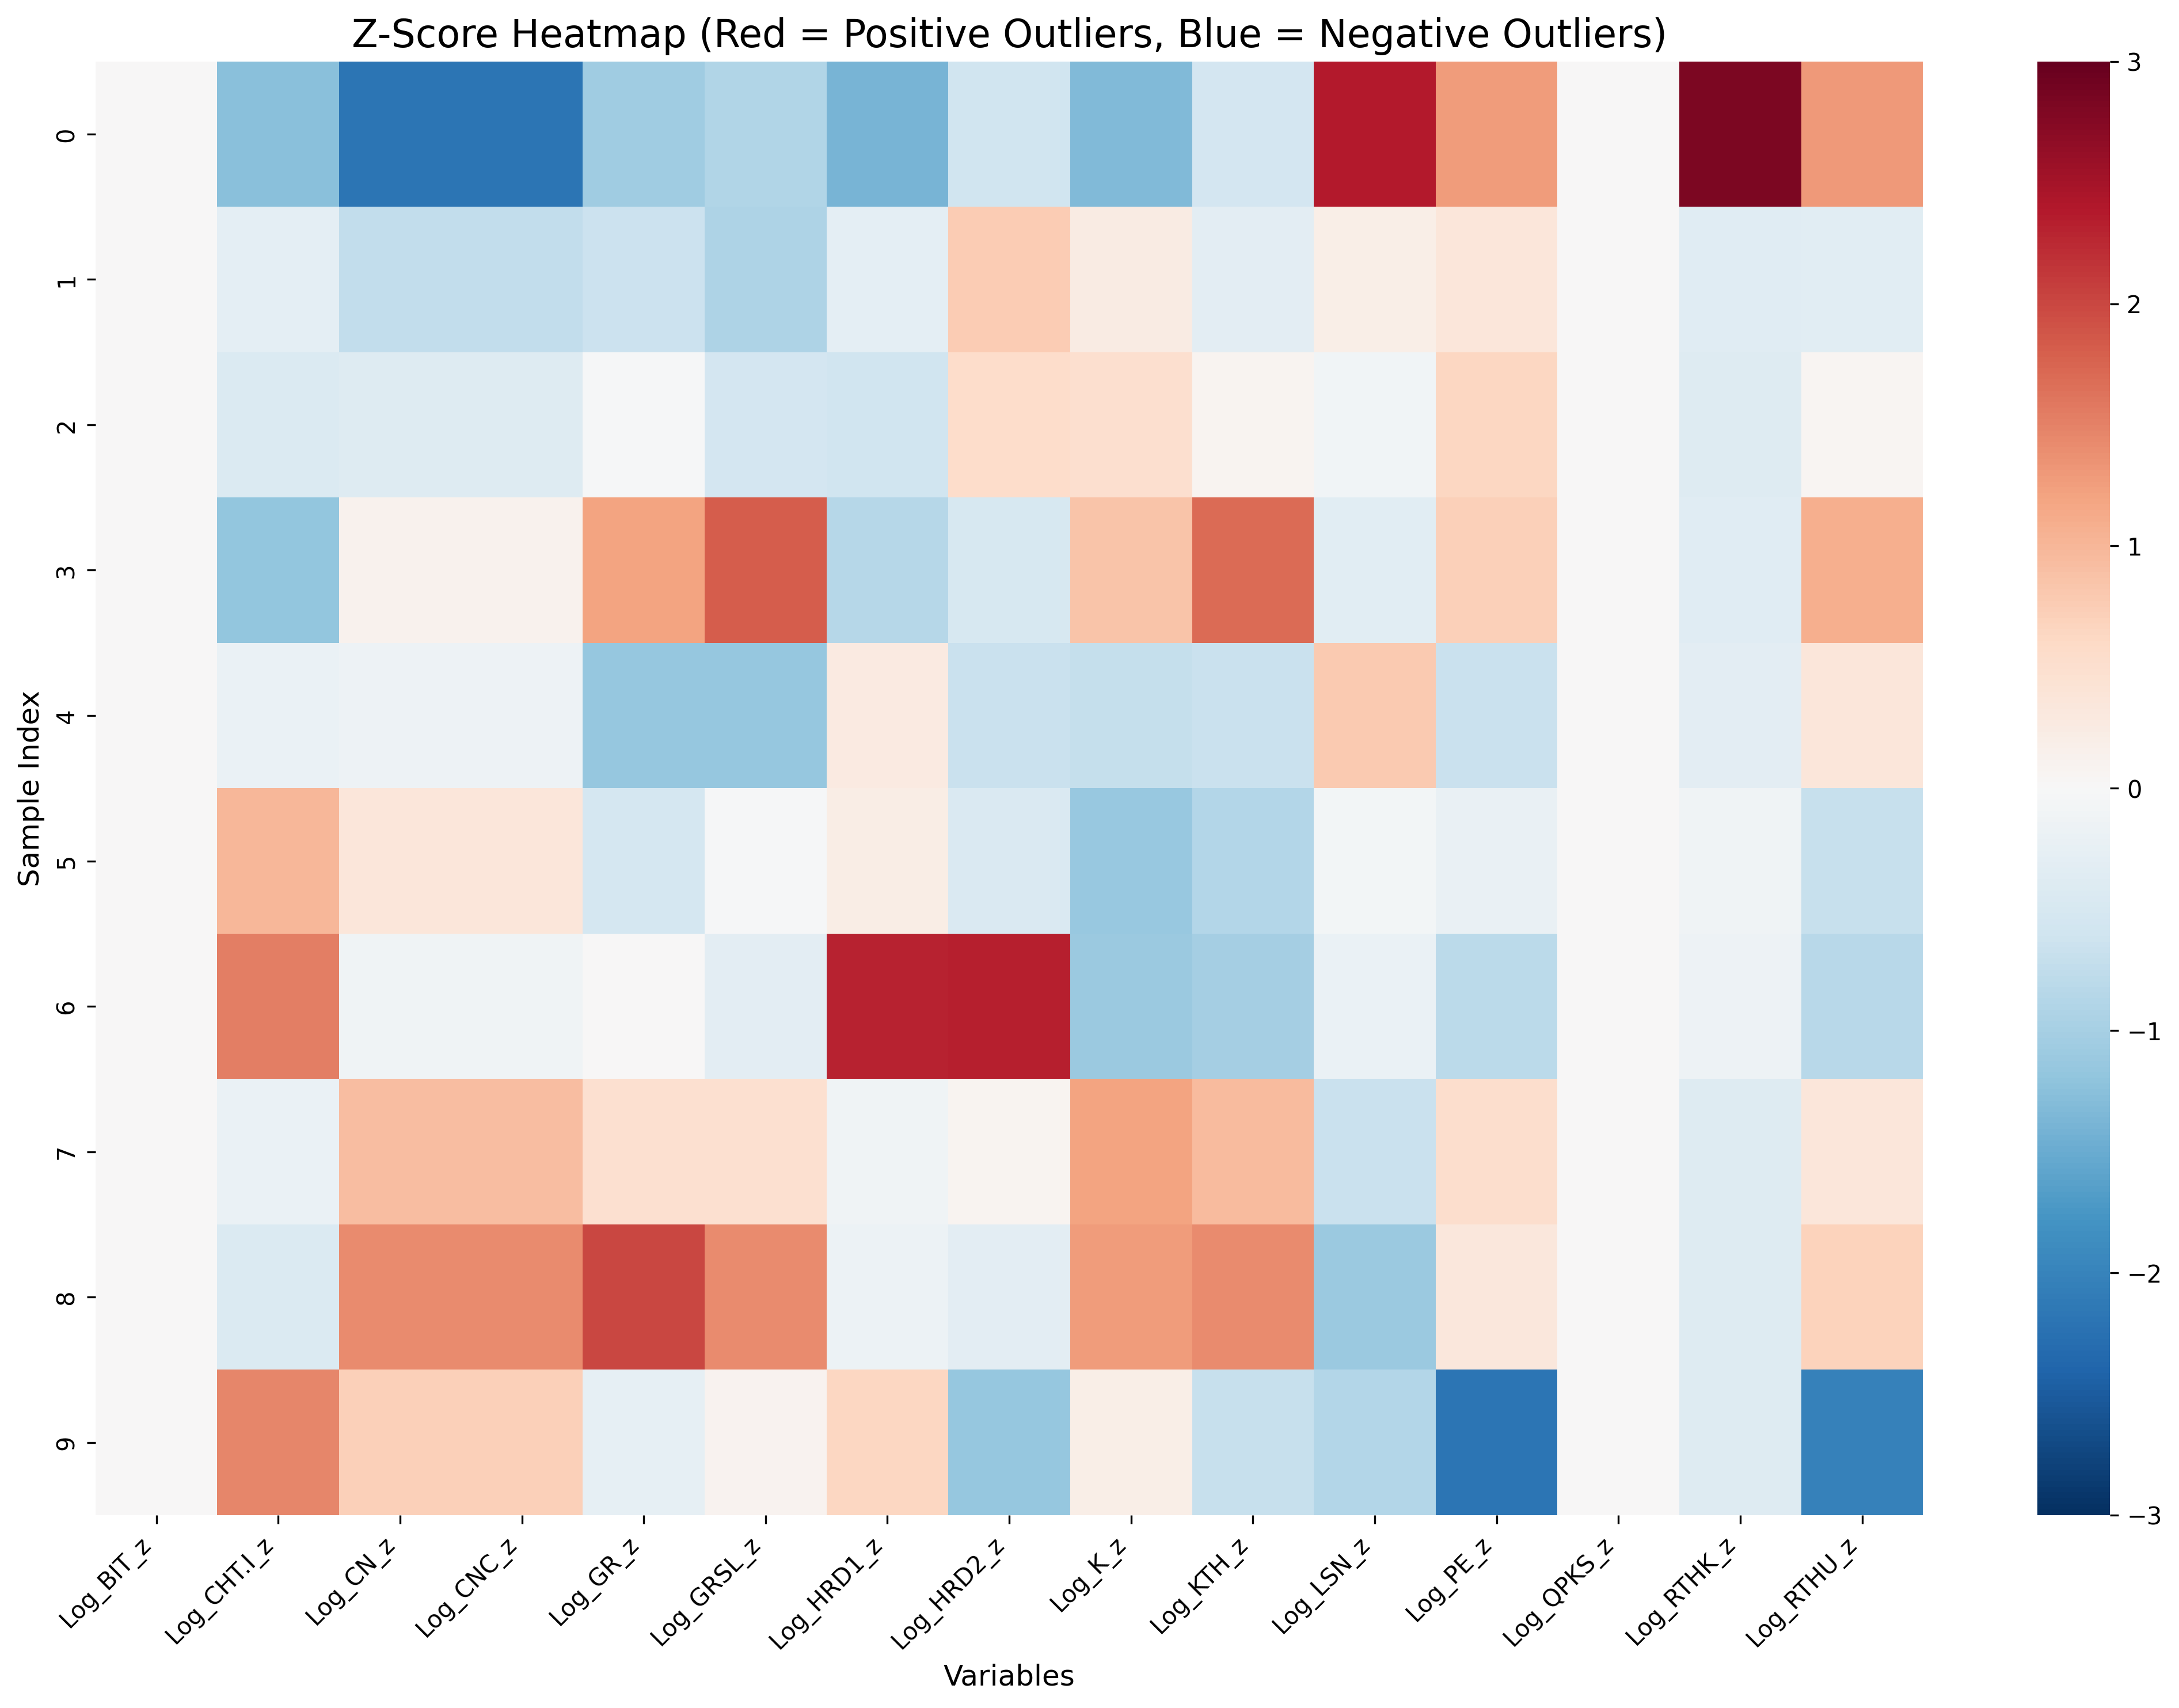 Z-Score Heatmap (Red = Positive Outliers, Blue = Negative Outliers)
Sample Index
0
1
2
3
4
5
6
7
8
9
Log_BIT_z
Log_CHT.I_z
Log_CN_z
Log_CNC_z
Log_GR_z
Log_GRSL_z
Log_HRD1_z
Log_HRD2_z
Log_K_z
Log_KTH_z
Log_LSN_z
Log_PE_z
Log_QPKS_z
Log_RTHK_z
Log_RTHU_z
Variables
3
2
1
0
−1
−2
−3